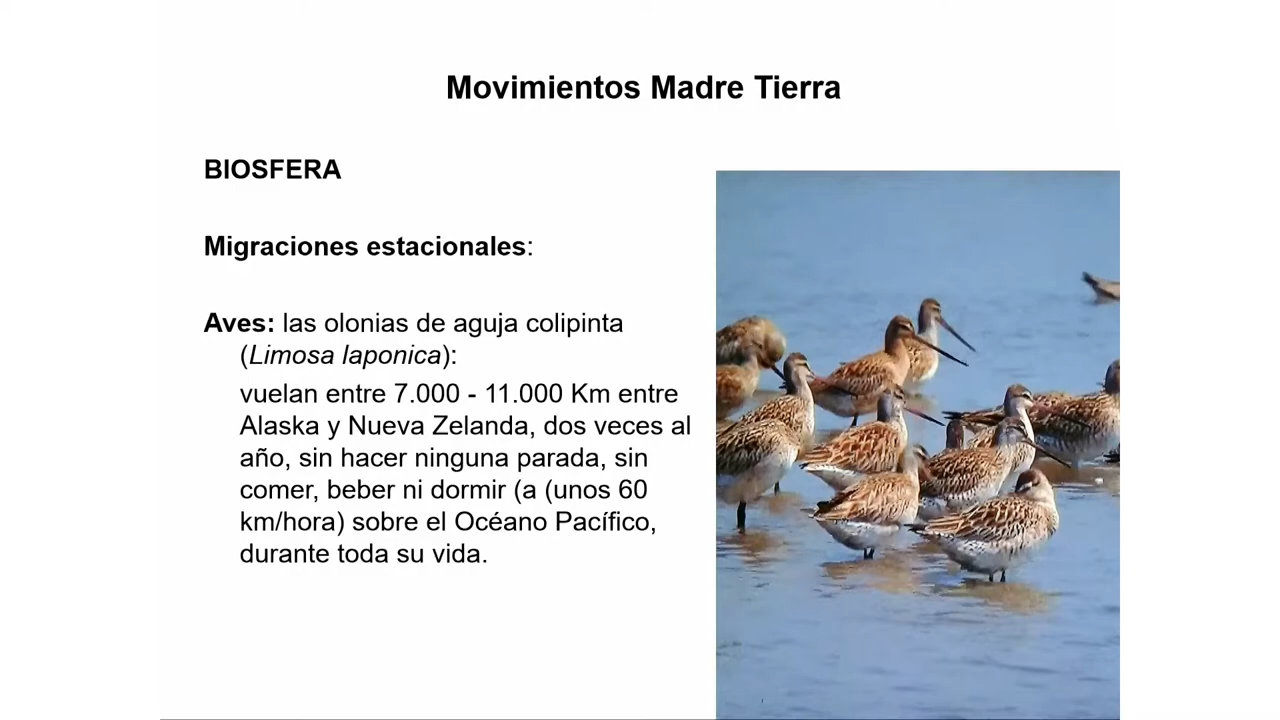 Movimientos Madre Tierra
BIOSFERA
Migraciones estacionales:
Aves: las olonias de aguja colipinta
(Limosa laponica):
vuelan entre 7.000 - 11.000 Km entre
Alaska y Nueva Zelanda, dos veces al
año, sin hacer ninguna parada, sin
comer, beber ni dormir (a (unos 60
km/hora) sobre el Océano Pacífico,
durante toda su vida.